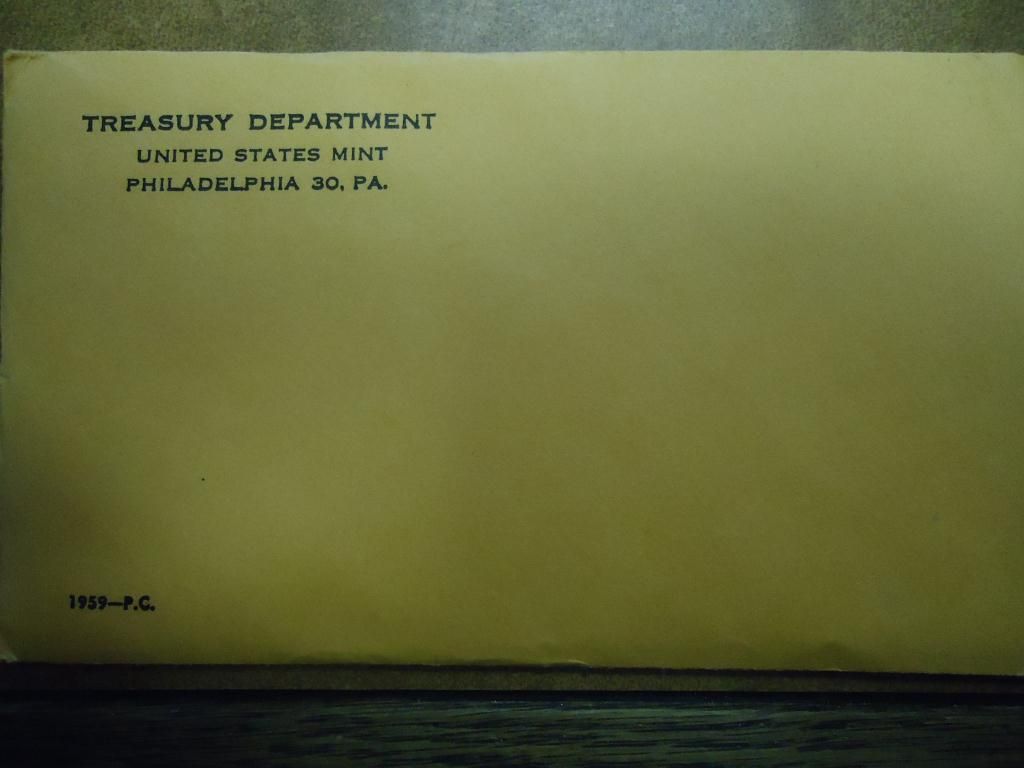 TREASURY DEPARTMENT
UNITED STATES MINT
PHILADELPHIA 30, PA.
1959—P.C.